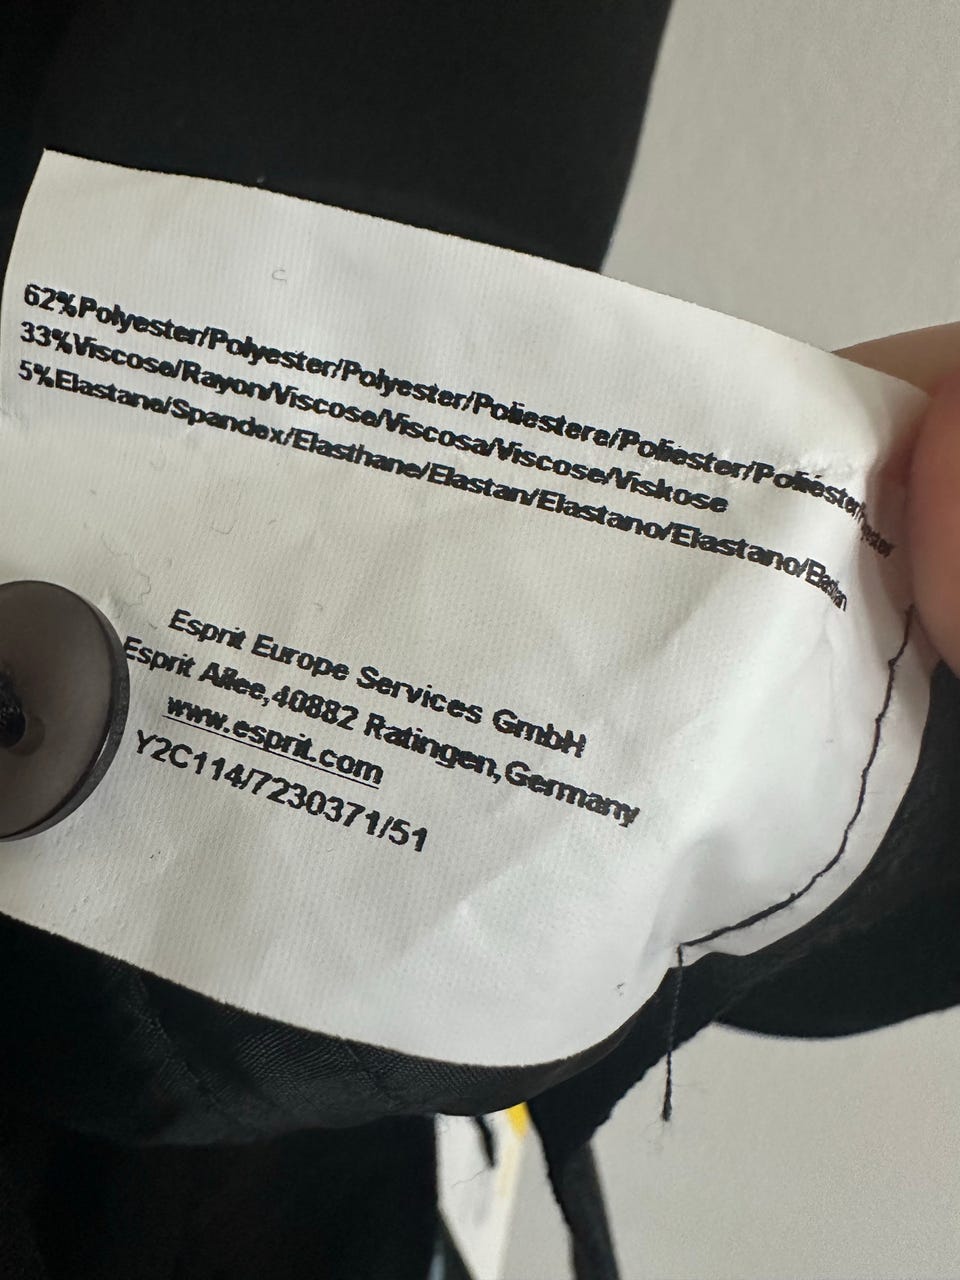 62%Polyester/Polyester/Polyester/Poliestere/Poliester/Poliéster/
33%Viscose/Rayon/Viscose/Viscosa/Viscose/Viskose
5%Elastane/Spandex/Elasthane/Elastan/Elastano/Elastano/Elastan
Esprit Europe Services GmbH
Esprit Allee,40882 Ratingen,Germany
www.esprit.com
Y2C114/7230371/51